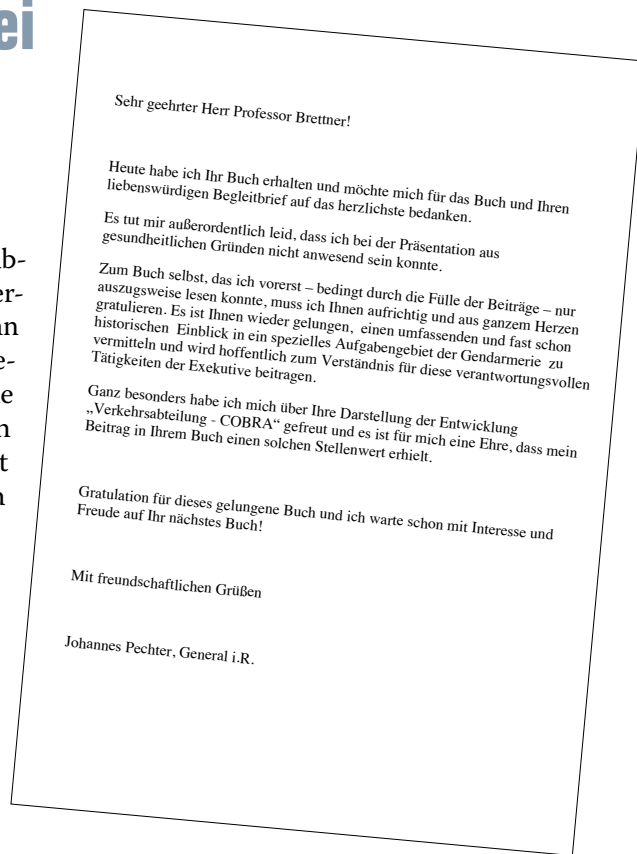 ei
b-
er-
n
e-
e
n
t
n
Sehr geehrter Herr Professor Brettner!
Heute habe ich Ihr Buch erhalten und möchte mich für das Buch und Ihren
liebenswürdigen Begleitbrief auf das herzlichste bedanken.
Es tut mir außerordentlich leid, dass ich bei der Präsentation aus
gesundheitlichen Gründen nicht anwesend sein konnte.
Zum Buch selbst, das ich vorerst – bedingt durch die Fülle der Beiträge – nur
auszugsweise lesen konnte, muss ich Ihnen aufrichtig und aus ganzem Herzen
gratulieren. Es ist Ihnen wieder gelungen, einen umfassenden und fast schon
historischen Einblick in ein spezielles Aufgabengebiet der Gendarmerie zu
vermitteln und wird hoffentlich zum Verständnis für diese verantwortungsvollen
Tätigkeiten der Exekutive beitragen.
Ganz besonders habe ich mich über Ihre Darstellung der Entwicklung
„Verkehrsabteilung - COBRA“ gefreut und es ist für mich eine Ehre, dass mein
Beitrag in Ihrem Buch einen solchen Stellenwert erhielt.
Gratulation für dieses gelungene Buch und ich warte schon mit Interesse und
Freude auf Ihr nächstes Buch!
Mit freundschaftlichen Grüßen
Johannes Pechter, General i.R.